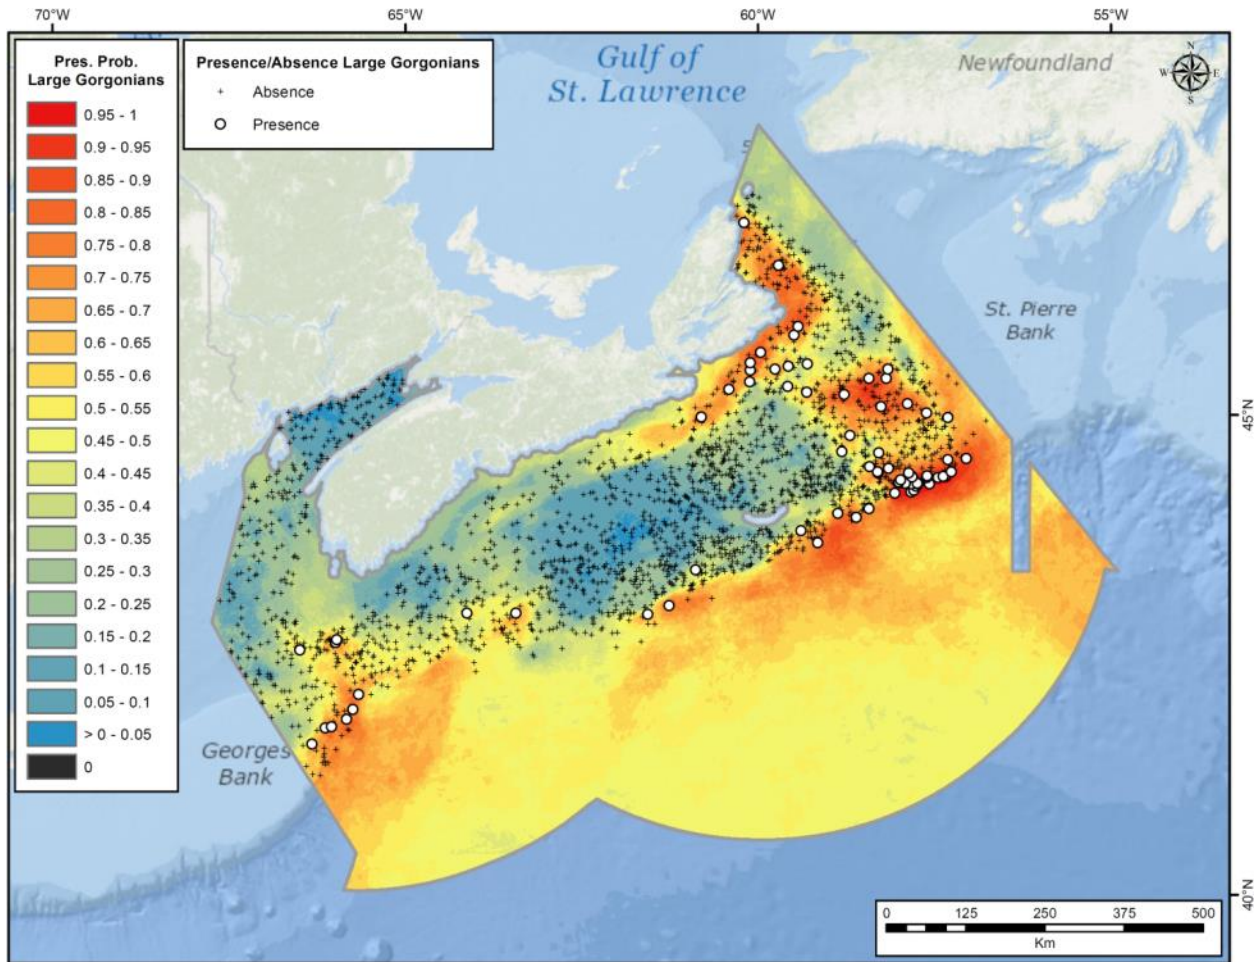 70°W 65°W 60°W 55°W
Pres. Prob.
Large Gorgonians
0.95 - 1
0.9 - 0.95
0.85 - 0.9
0.8 - 0.85
0.75 - 0.8
0.7 - 0.75
0.65 - 0.7
0.6 - 0.65
0.55 - 0.6
0.5 - 0.55
0.45 - 0.5
0.4 - 0.45
0.35 - 0.4
0.3 - 0.35
0.25 - 0.3
0.2 - 0.25
0.15 - 0.2
0.1 - 0.15
0.05 - 0.1
> 0 - 0.05
0
Presence/Absence Large Gorgonians
Absence
Presence
Gulf of
St. Lawrence
Newfoundland
N
W E
S
St. Pierre
Bank
45°N
Georges
Bank
40°N
0 125 250 375 500
Km